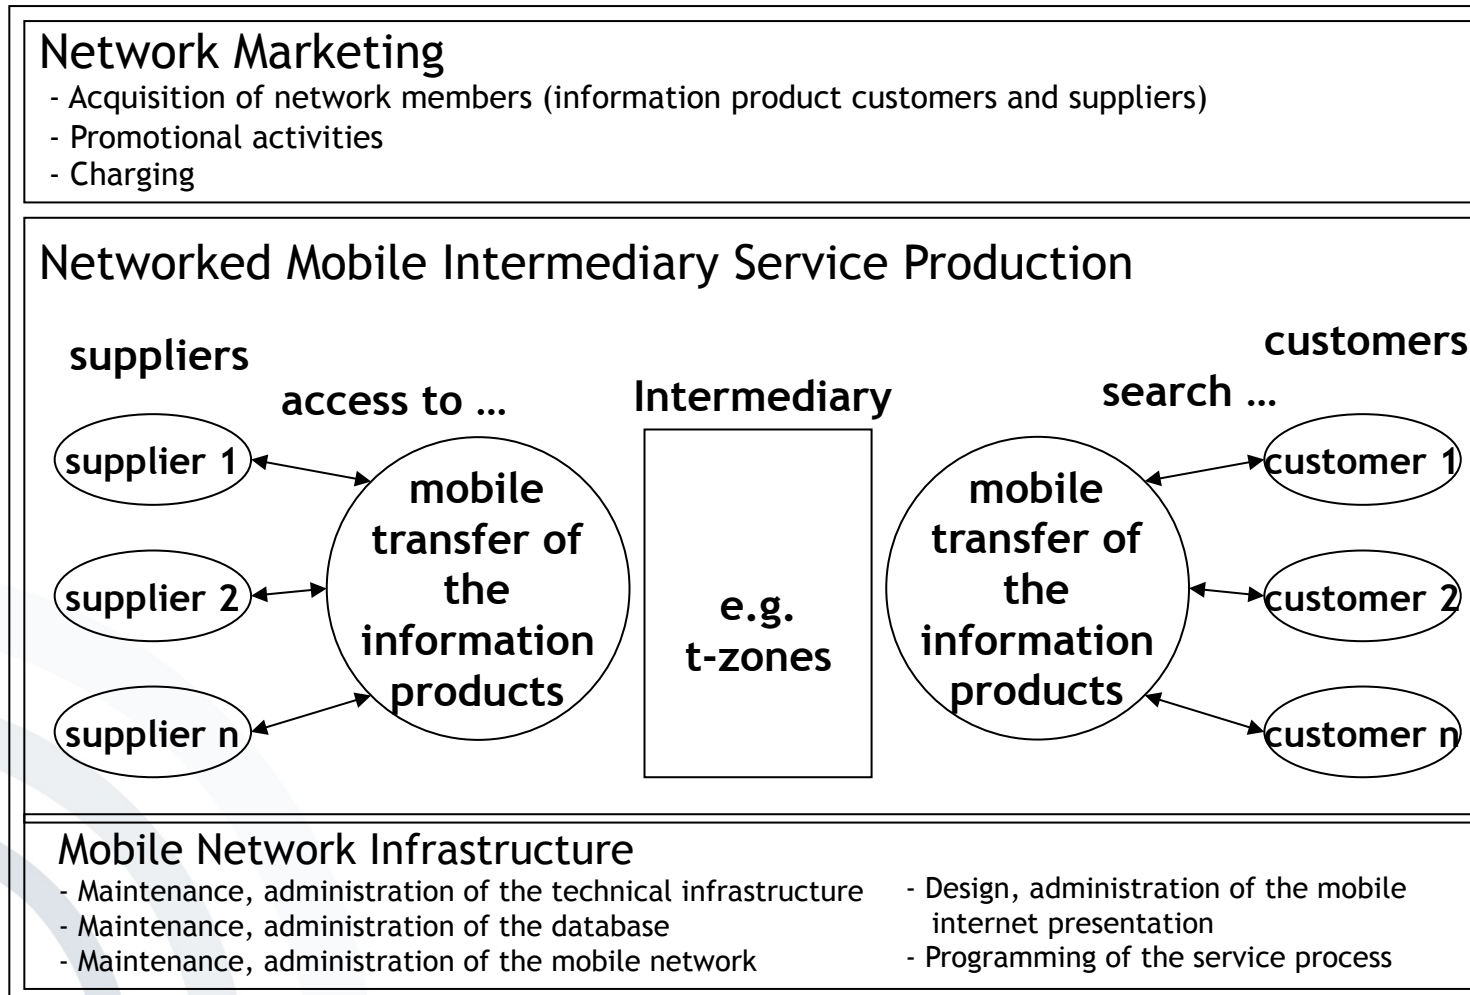 Network Marketing
- Acquisition of network members (information product customers and suppliers)
- Promotional activities
- Charging
Networked Mobile Intermediary Service Production
suppliers
access to …
supplier 1
supplier 2
supplier n
mobile
transfer of
the
information
products
Intermediary
e.g.
t-zones
customers
search …
mobile
transfer of
the
information
products
customer 1
customer 2
customer n
Mobile Network Infrastructure
- Maintenance, administration of the technical infrastructure
- Maintenance, administration of the database
- Maintenance, administration of the mobile network
- Design, administration of the mobile
internet presentation
- Programming of the service process